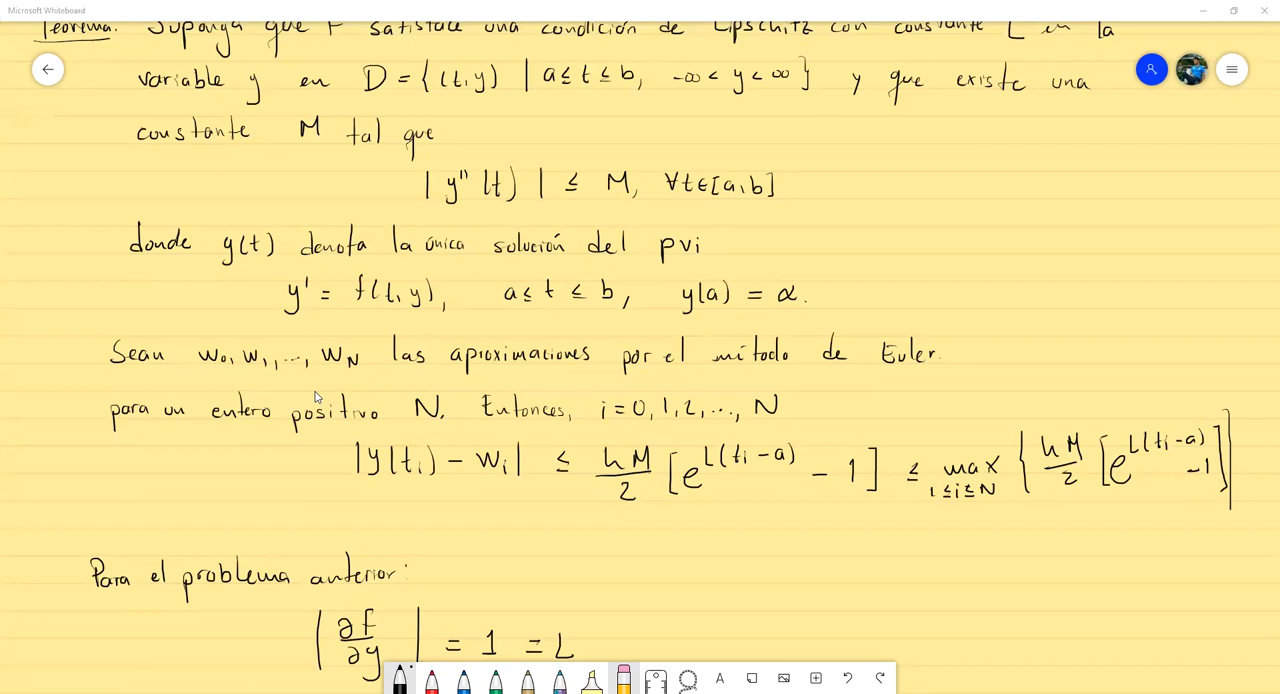 Microsoft Whiteboard
Teorema. Suponga que f satisface una condición de Lipschitz con constante L en la
variable y en D = {(t,y) | a ≤ t ≤ b, -∞ < y < ∞} y que existe una
constante M tal que
| y''(t) | ≤ M, ∀t∈[a,b]
donde y(t) denota la única solución del pvi
y' = f(t,y), a ≤ t ≤ b, y(a) = α.
Sean w₀, w₁, ..., w_N las aproximaciones por el método de Euler.
para un entero positivo N. Entonces, i = 0, 1, 2, ..., N
|y(tᵢ) - wᵢ| ≤ hM/2 [e^{L(tᵢ-a)} - 1] ≤ max_{1≤i≤N} {hM/2 [e^{L(tᵢ-a)} - 1]}
Para el problema anterior:
|∂f/∂y| = 1 = L
A